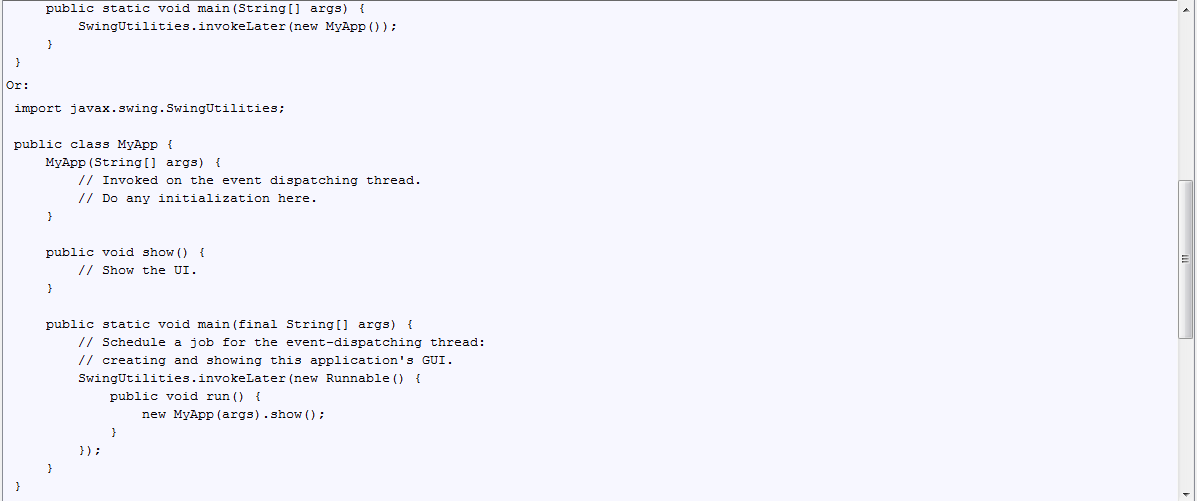 public static void main(String[] args) {
        SwingUtilities.invokeLater(new MyApp());
    }
}
Or:
import javax.swing.SwingUtilities;

public class MyApp {
    MyApp(String[] args) {
        // Invoked on the event dispatching thread.
        // Do any initialization here.
    }

    public void show() {
        // Show the UI.
    }

    public static void main(final String[] args) {
        // Schedule a job for the event-dispatching thread:
        // creating and showing this application's GUI.
        SwingUtilities.invokeLater(new Runnable() {
            public void run() {
                new MyApp(args).show();
            }
        });
    }
}